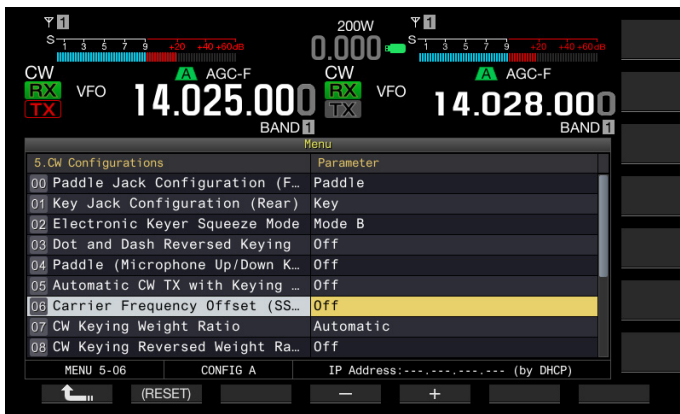 1 200W 1
S 1 3 5 7 9 +20 +40 +60dB 0.000 S 1 3 5 7 9 +20 +40 +60dB
CW A AGC-F CW A AGC-F
RX VFO 14.025.000 RX VFO 14.028.000
TX TX
BAND 1 BAND 1
Menu
5.CW Configurations Parameter
00 Paddle Jack Configuration (F… Paddle
01 Key Jack Configuration (Rear) Key
02 Electronic Keyer Squeeze Mode Mode B
03 Dot and Dash Reversed Keying Off
04 Paddle (Microphone Up/Down K… Off
05 Automatic CW TX with Keying … Off
06 Carrier Frequency Offset (SS… Off
07 CW Keying Weight Ratio Automatic
08 CW Keying Reversed Weight Ra… Off
MENU 5-06 CONFIG A IP Address:---.---.---.--- (by DHCP)
(RESET) − +